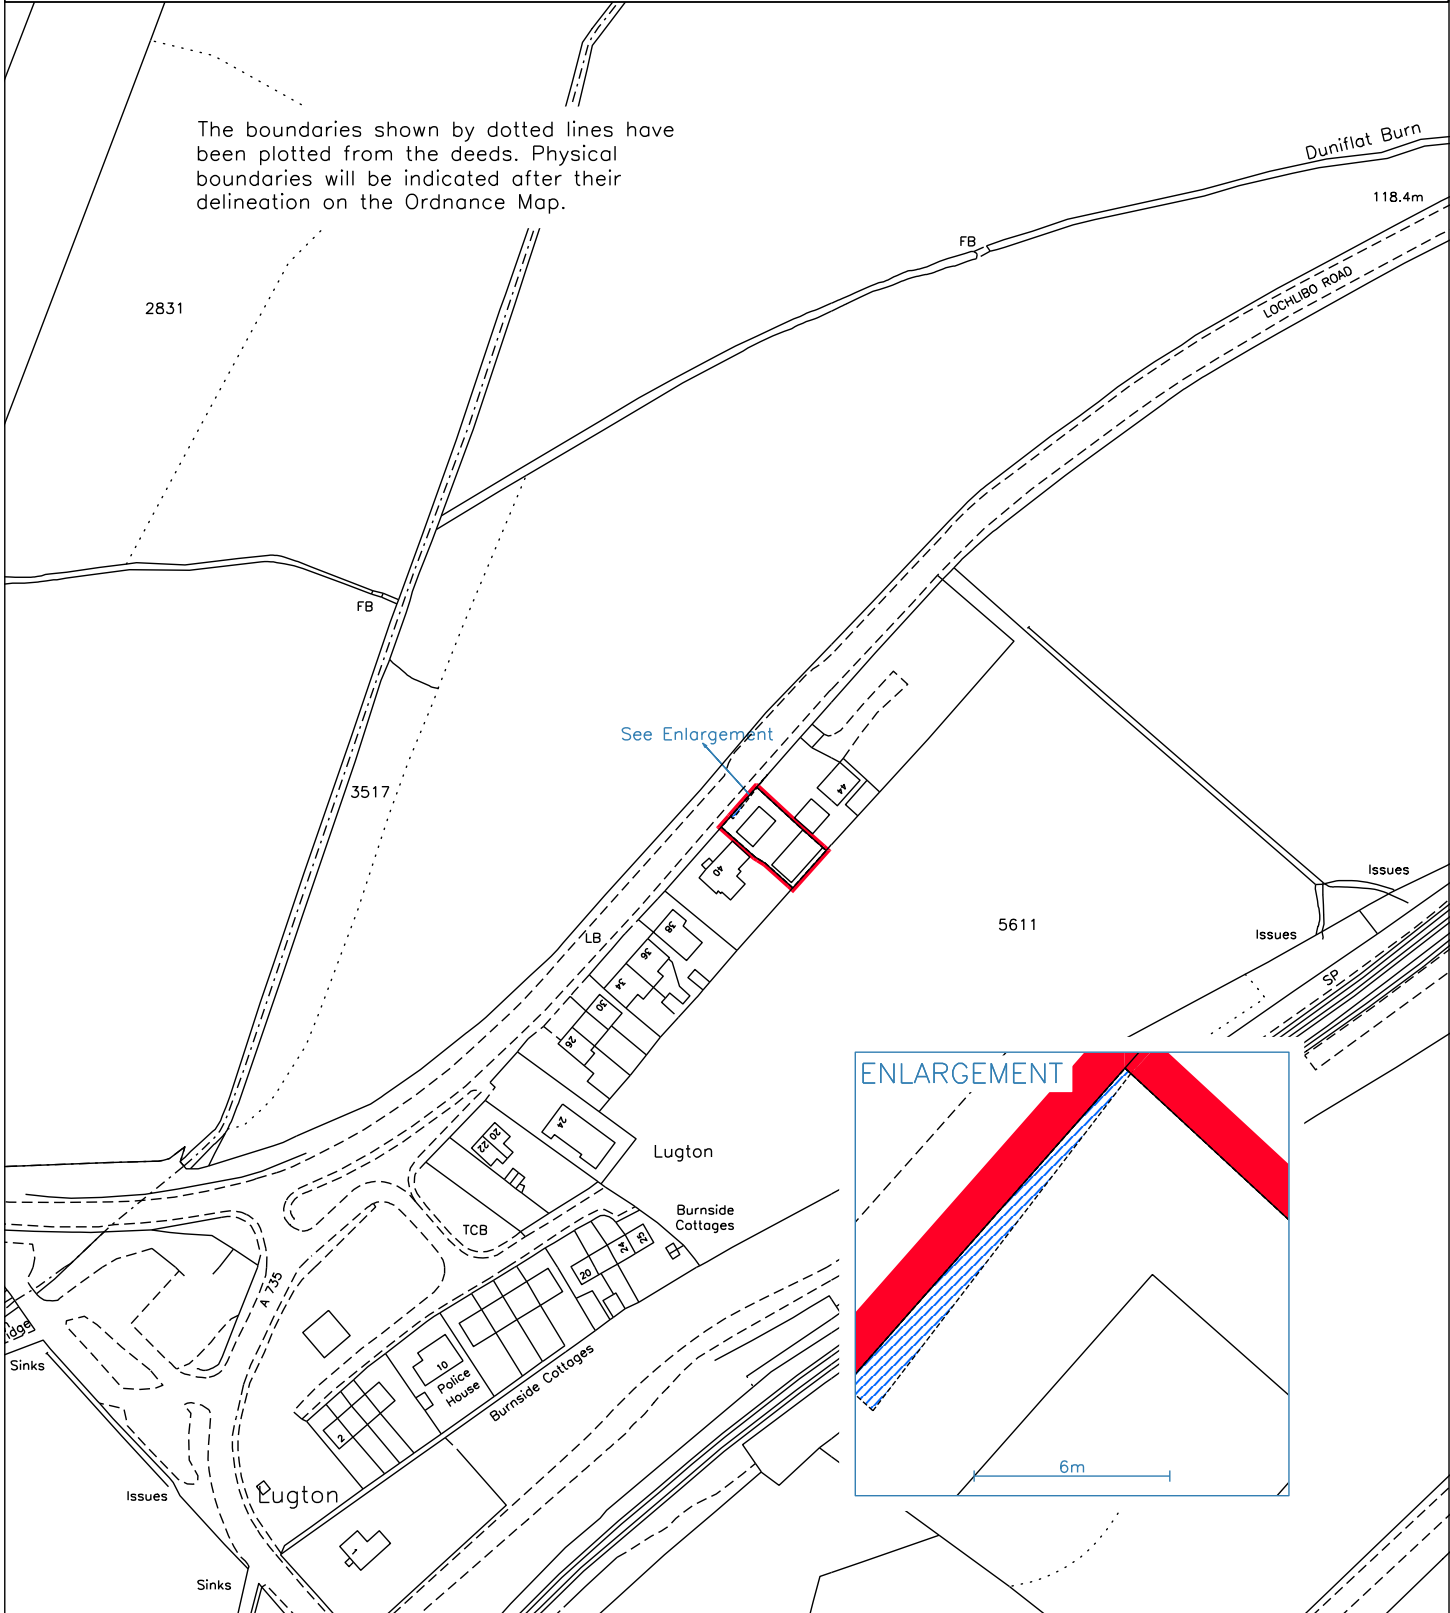 The boundaries shown by dotted lines have
been plotted from the deeds. Physical
boundaries will be indicated after their
delineation on the Ordnance Map.
Duniflat Burn
118.4m
FB
LOCHLIBO ROAD
2831
FB
See Enlargement
3517
44
40
Issues
5611
38
LB
Issues
36
SP
34
30
26
ENLARGEMENT
24
20
22
Lugton
Burnside
Cottages
TCB
25
24
20
A 735
idge
Sinks
10
Police
House
Burnside Cottages
2
6m
Issues
Lugton
1
Sinks